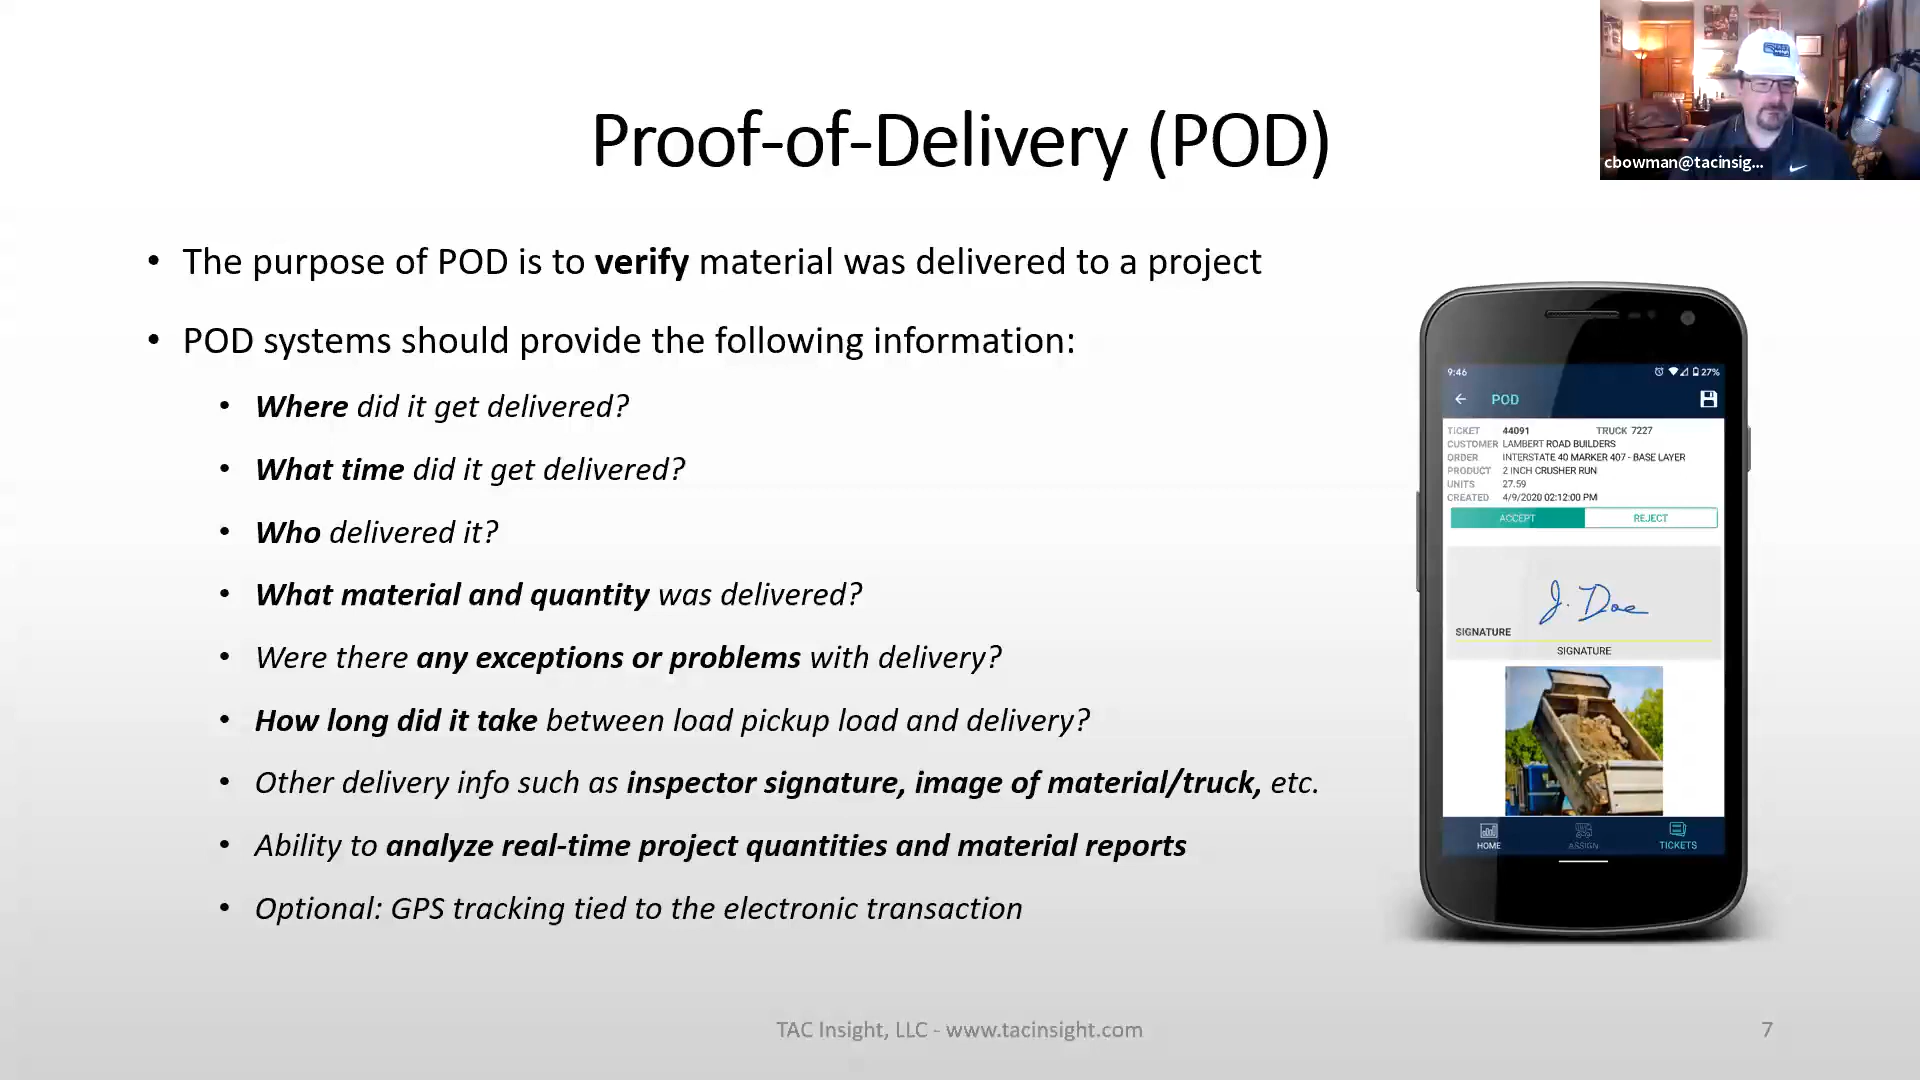 Proof-of-Delivery (POD)
cbowman@tacinsig...
• The purpose of POD is to verify material was delivered to a project
• POD systems should provide the following information:
• Where did it get delivered?
• What time did it get delivered?
• Who delivered it?
• What material and quantity was delivered?
• Were there any exceptions or problems with delivery?
• How long did it take between load pickup load and delivery?
• Other delivery info such as inspector signature, image of material/truck, etc.
• Ability to analyze real-time project quantities and material reports
• Optional: GPS tracking tied to the electronic transaction
9:46 27%
POD
TICKET 44091 TRUCK 7227
CUSTOMER LAMBERT ROAD BUILDERS
ORDER INTERSTATE 40 MARKER 407 - BASE LAYER
PRODUCT 2 INCH CRUSHER RUN
UNITS 27.59
CREATED 4/9/2020 02:12:00 PM
ACCEPT REJECT
J. Doe
SIGNATURE
SIGNATURE
HOME ASSIGN TICKETS
TAC Insight, LLC - www.tacinsight.com
7